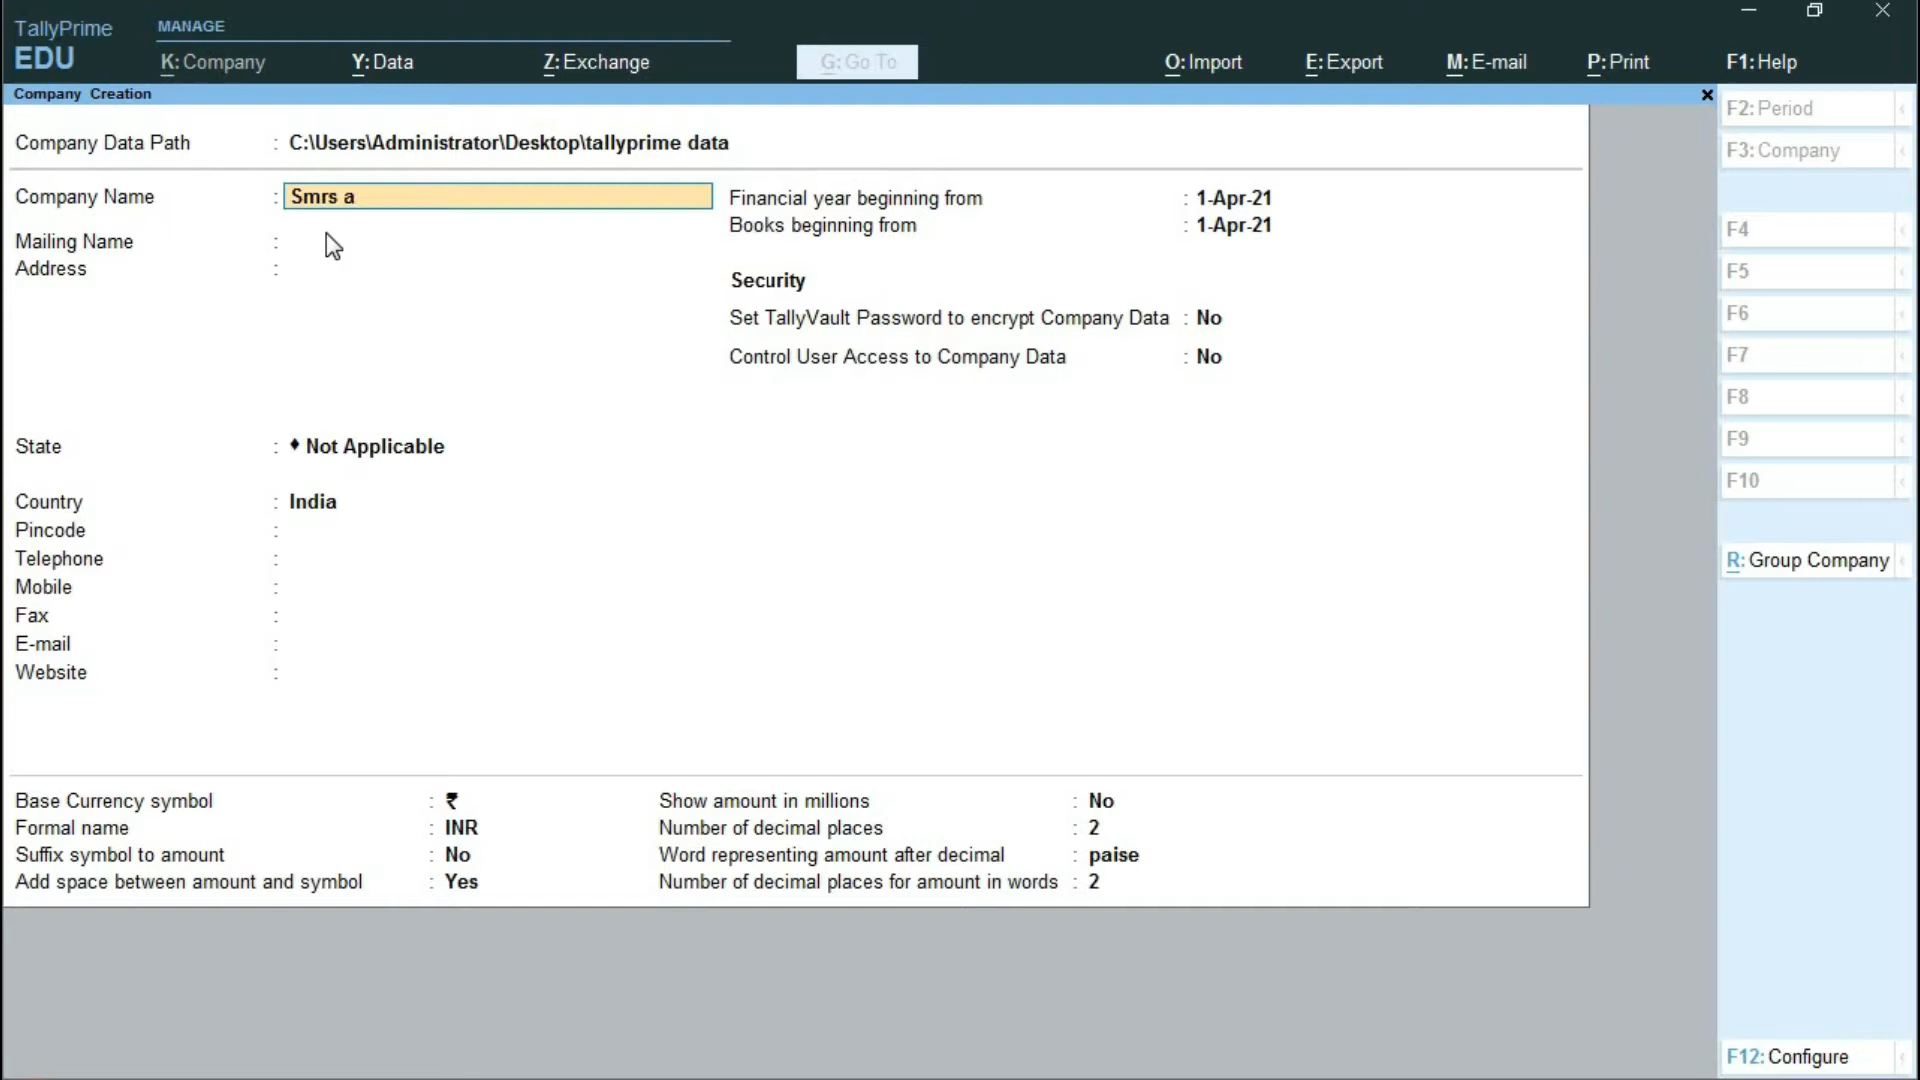 TallyPrime
EDU
MANAGE
K: Company
Y: Data
Z: Exchange
G: Go To
O: Import
E: Export
M: E-mail
P: Print
F1: Help
Company Creation
F2: Period
F3: Company
F4
F5
F6
F7
F8
F9
F10
R: Group Company
F12: Configure
Company Data Path : C:\Users\Administrator\Desktop\tallyprime data
Company Name : Smrs a
Mailing Name :
Address :
State : ♦ Not Applicable
Country : India
Pincode :
Telephone :
Mobile :
Fax :
E-mail :
Website :
Financial year beginning from : 1-Apr-21
Books beginning from : 1-Apr-21
Security
Set TallyVault Password to encrypt Company Data : No
Control User Access to Company Data : No
Base Currency symbol : ₹
Formal name : INR
Suffix symbol to amount : No
Add space between amount and symbol : Yes
Show amount in millions : No
Number of decimal places : 2
Word representing amount after decimal : paise
Number of decimal places for amount in words : 2